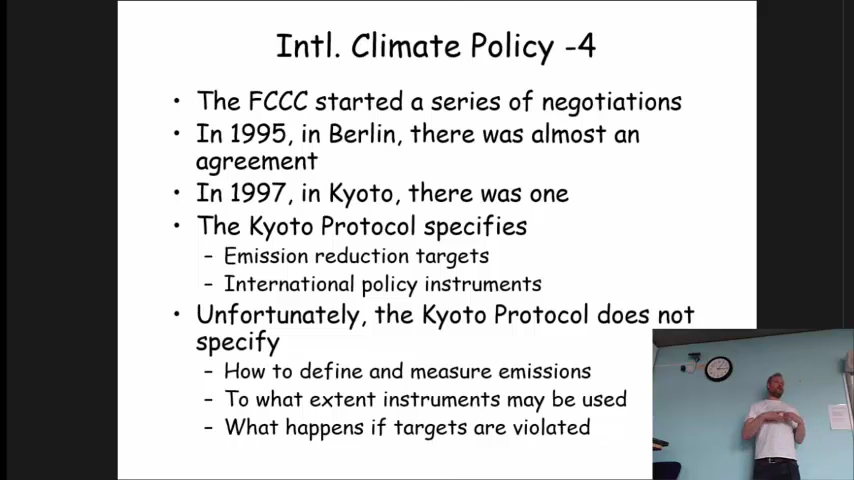 Intl. Climate Policy -4
• The FCCC started a series of negotiations
• In 1995, in Berlin, there was almost an
agreement
• In 1997, in Kyoto, there was one
• The Kyoto Protocol specifies
– Emission reduction targets
– International policy instruments
• Unfortunately, the Kyoto Protocol does not
specify
– How to define and measure emissions
– To what extent instruments may be used
– What happens if targets are violated